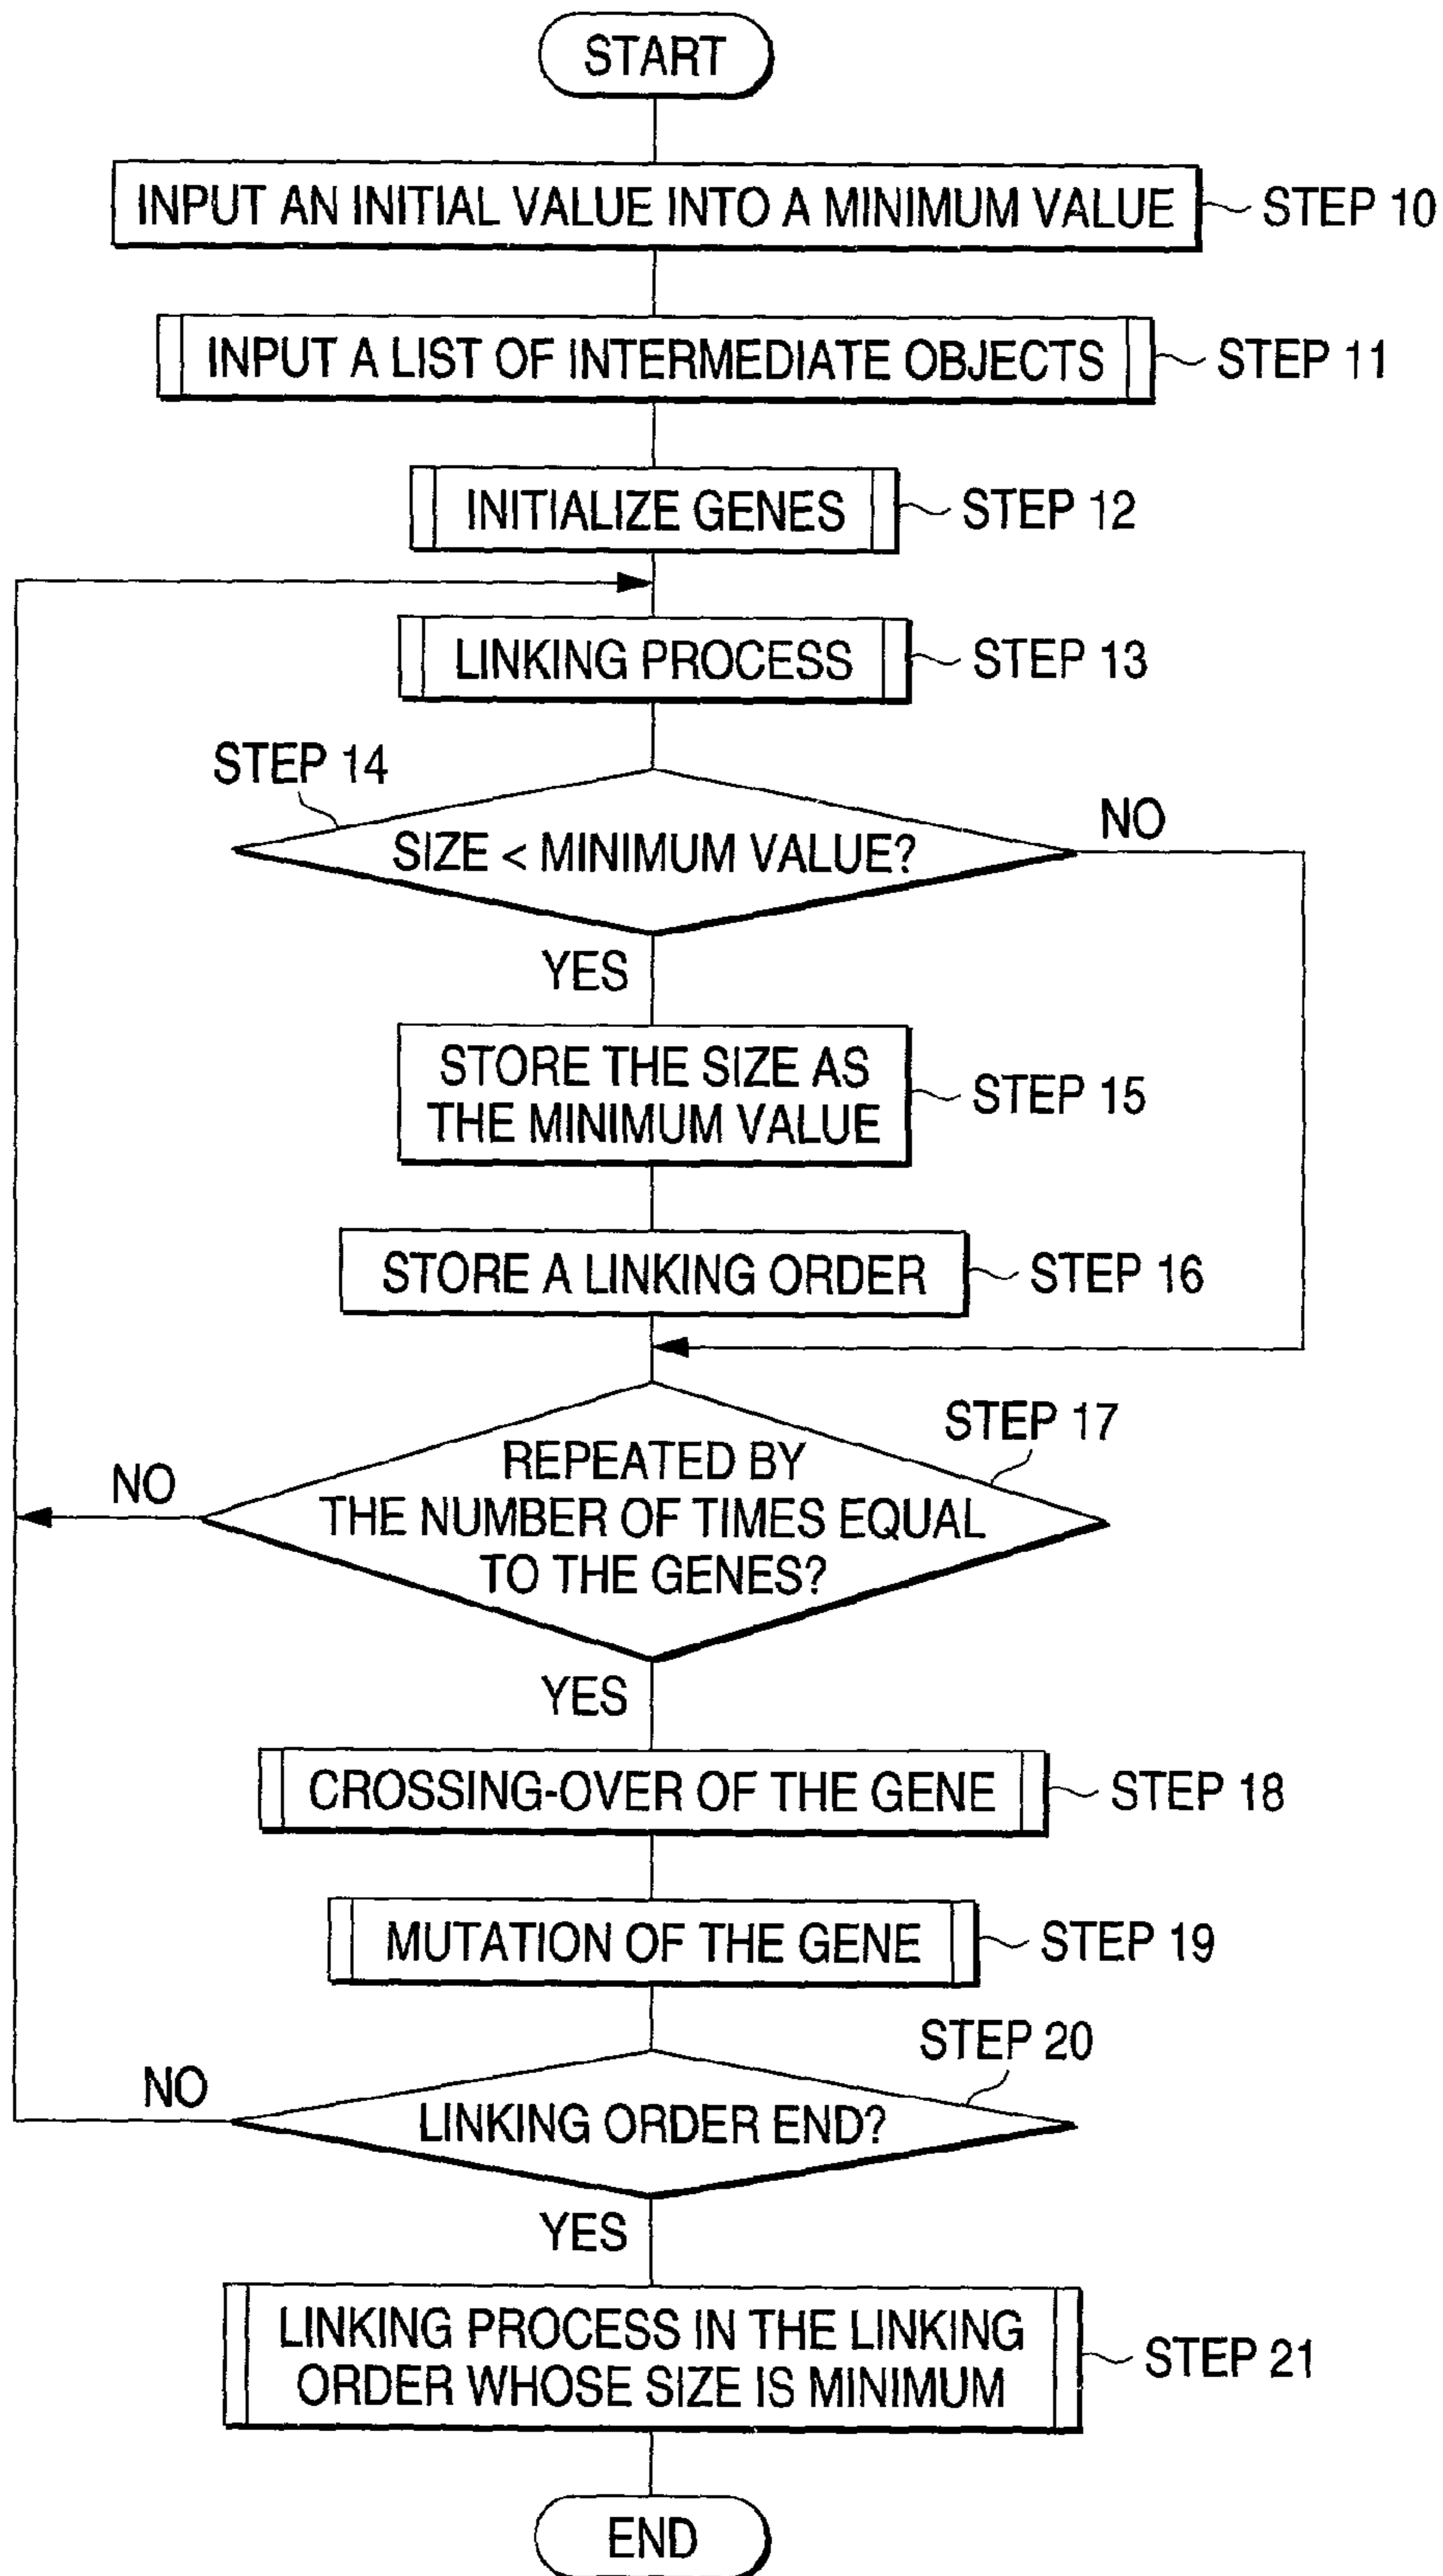 START
INPUT AN INITIAL VALUE INTO A MINIMUM VALUE
STEP 10
INPUT A LIST OF INTERMEDIATE OBJECTS
STEP 11
INITIALIZE GENES
STEP 12
LINKING PROCESS
STEP 13
STEP 14
SIZE < MINIMUM VALUE?
NO
YES
STORE THE SIZE AS
THE MINIMUM VALUE
STEP 15
STORE A LINKING ORDER
STEP 16
STEP 17
REPEATED BY
THE NUMBER OF TIMES EQUAL
TO THE GENES?
NO
YES
CROSSING-OVER OF THE GENE
STEP 18
MUTATION OF THE GENE
STEP 19
STEP 20
LINKING ORDER END?
NO
YES
LINKING PROCESS IN THE LINKING
ORDER WHOSE SIZE IS MINIMUM
STEP 21
END